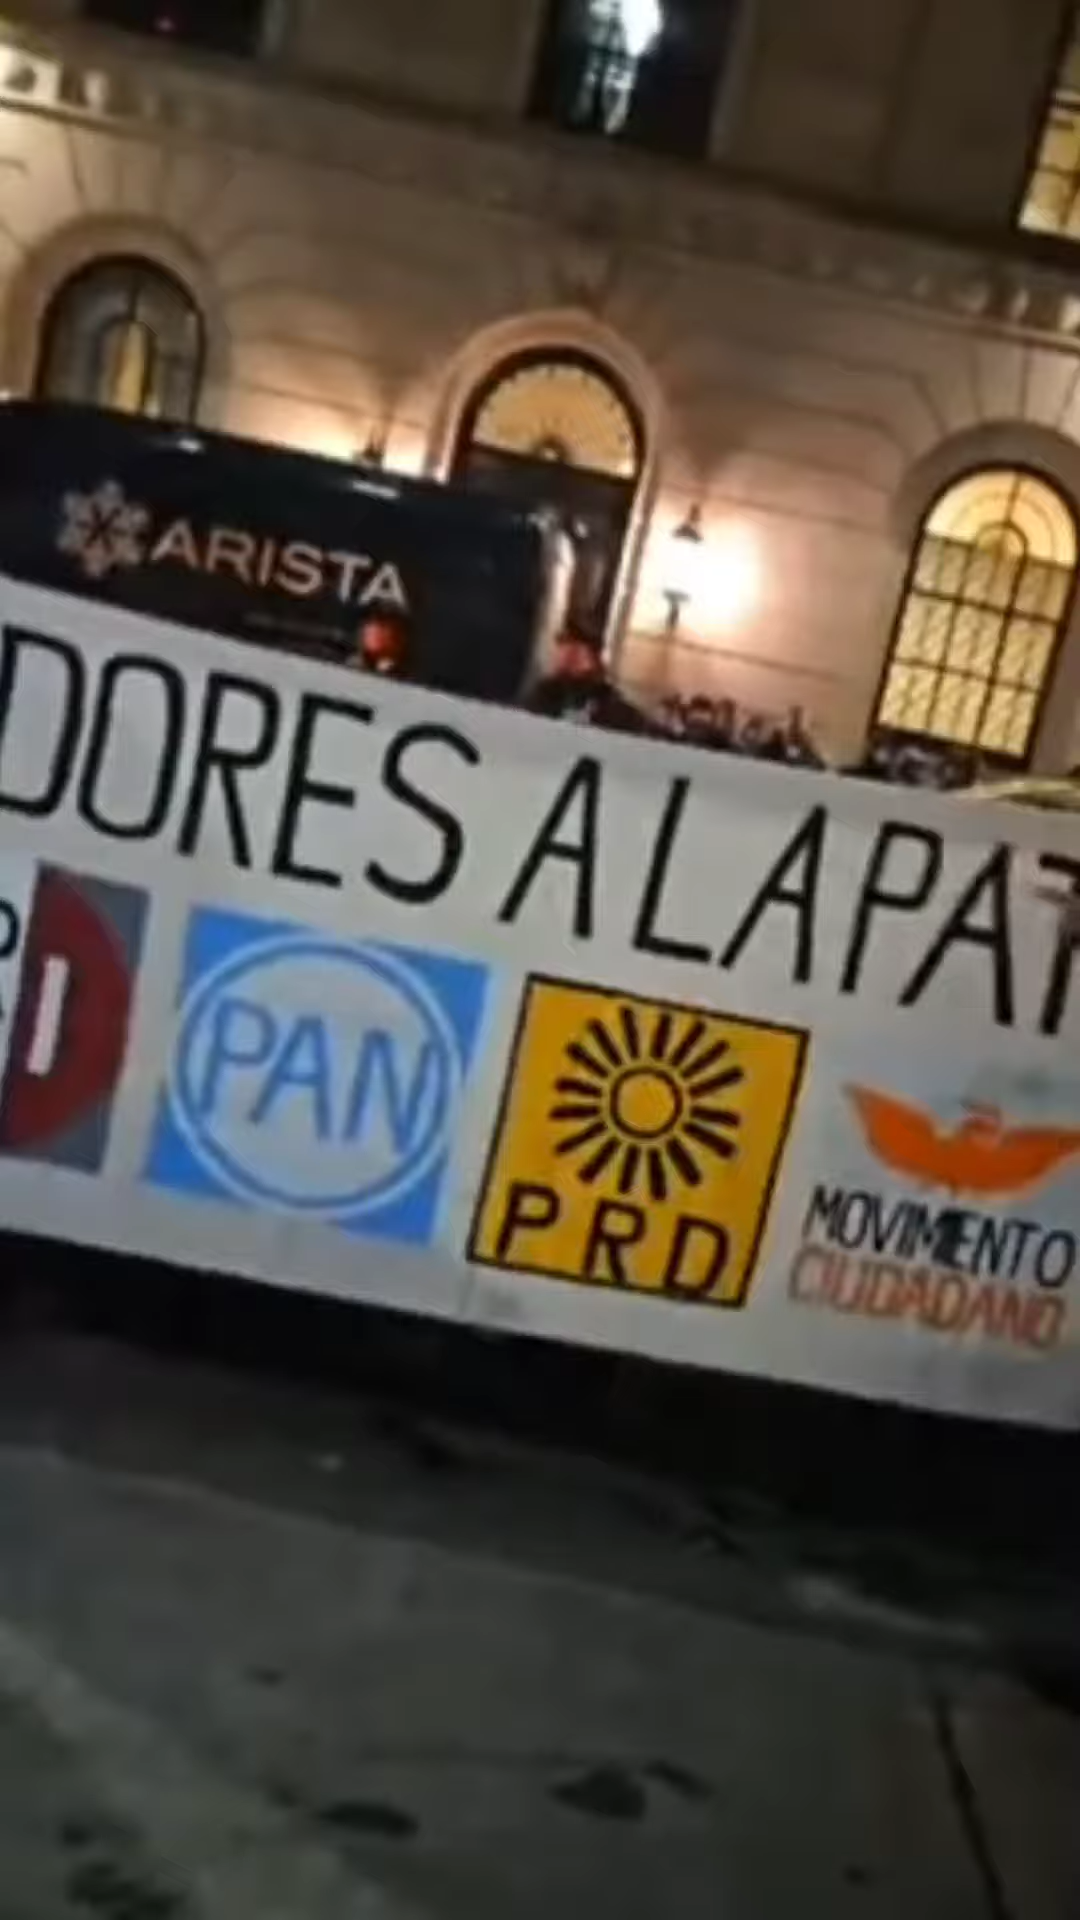 ARISTA
DORES A LA PAT
P R I
PAN
PRD
MOVIMIENTO
CIUDADANO